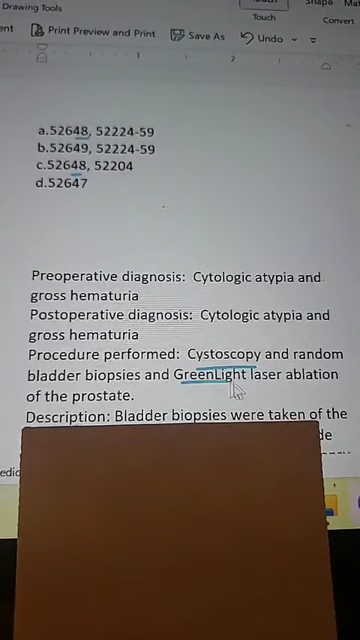 Drawing Tools
Shape
Touch
Convert
Print Preview and Print
Save As
Undo
1
2
a.52648, 52224-59
b.52649, 52224-59
c.52648, 52204
d.52647
Preoperative diagnosis: Cytologic atypia and
gross hematuria
Postoperative diagnosis: Cytologic atypia and
gross hematuria
Procedure performed: Cystoscopy and random
bladder biopsies and GreenLight laser ablation
of the prostate.
Description: Bladder biopsies were taken of the